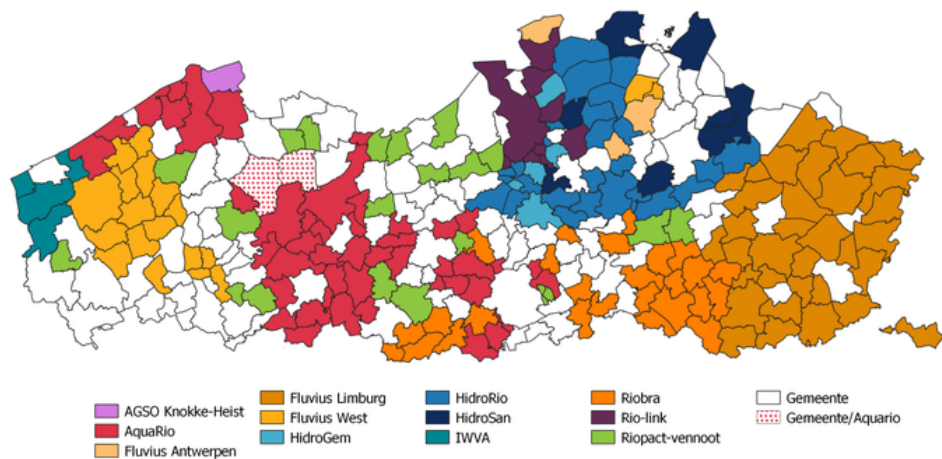 AGSO Knokke-Heist
AquaRio
Fluvius Antwerpen
Fluvius Limburg
Fluvius West
HidroGem
HidroRio
HidroSan
IWVA
Riobra
Rio-link
Riopact-vennoot
Gemeente
Gemeente/Aquario